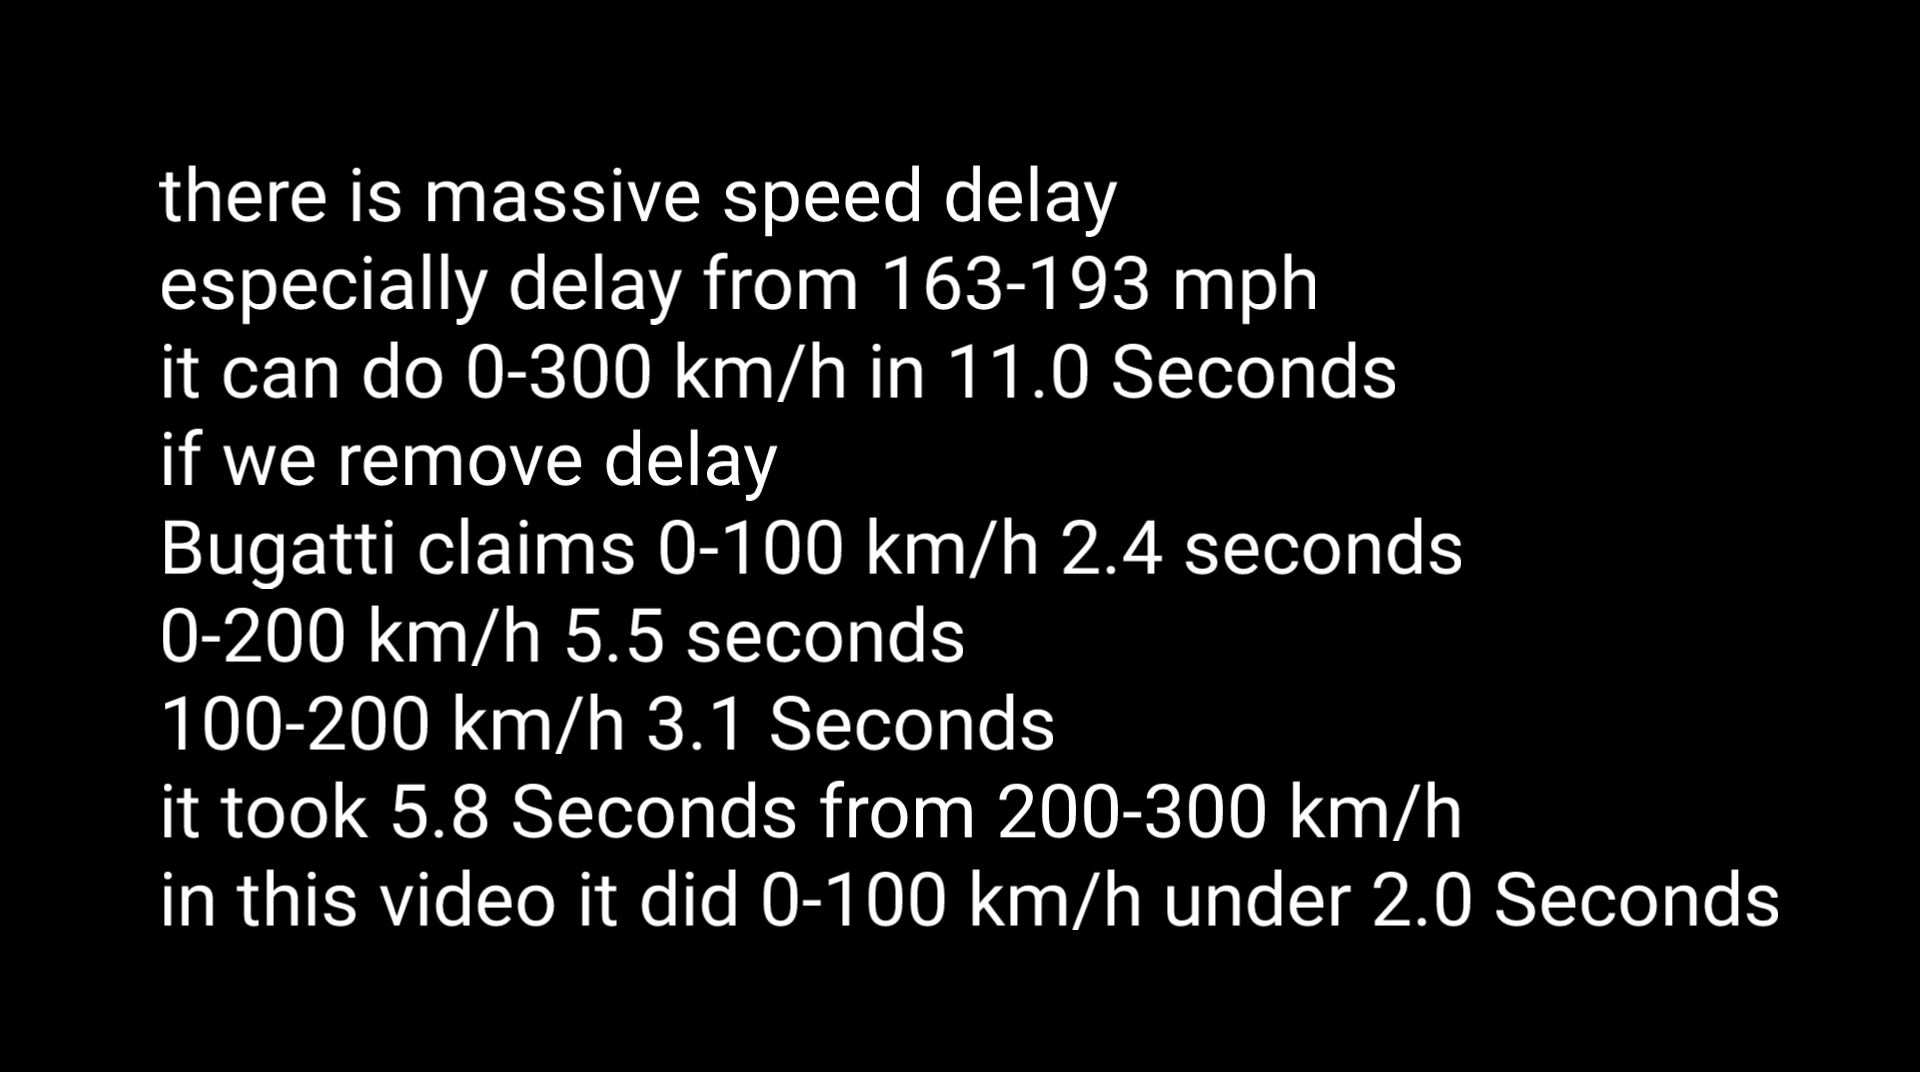 there is massive speed delay
especially delay from 163-193 mph
it can do 0-300 km/h in 11.0 Seconds
if we remove delay
Bugatti claims 0-100 km/h 2.4 seconds
0-200 km/h 5.5 seconds
100-200 km/h 3.1 Seconds
it took 5.8 Seconds from 200-300 km/h
in this video it did 0-100 km/h under 2.0 Seconds